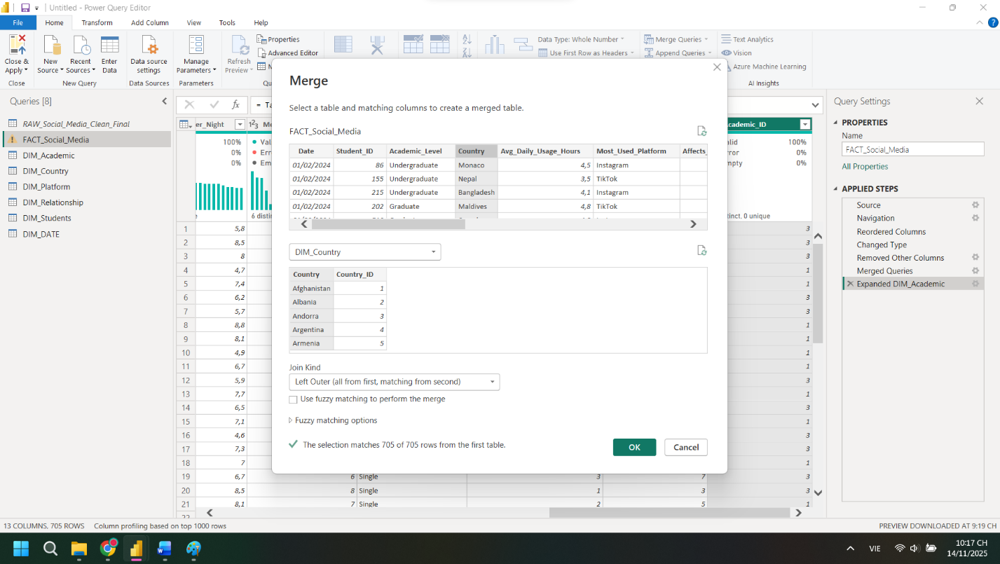 Untitled - Power Query Editor
File Home Transform Add Column View Tools Help
Close & Apply
New Source
Recent Sources
Enter Data
Data source settings
Manage Parameters
Refresh Preview
Properties
Advanced Editor
Data Type: Whole Number
Use First Row as Headers
Merge Queries
Append Queries
Text Analytics
Vision
Azure Machine Learning
Close New Query Data Sources Parameters AI Insights
Queries [8]
RAW_Social_Media_Clean_Final
FACT_Social_Media
DIM_Academic
DIM_Country
DIM_Platform
DIM_Relationship
DIM_Students
DIM_DATE
fx
er_Night
100%
0%
0%
1 5,8
2 8,5
3 8
4 4,7
5 7,4
6 6,2
7 5,7
8 8,8
9 8,1
10 4,9
11 6,7
12 5,9
13 7,7
14 6,5
15 7,1
16 4,6
17 7,3
18 7
19 6,7 6 Single 3 7 3
20 8,5 8 Single 1 3 3
21 8,1 7 Single 2 5 1
Merge
Select a table and matching columns to create a merged table.
FACT_Social_Media
Date Student_ID Academic_Level Country Avg_Daily_Usage_Hours Most_Used_Platform Affects_
01/02/2024 86 Undergraduate Monaco 4,5 Instagram
01/02/2024 155 Undergraduate Nepal 3,5 TikTok
01/02/2024 215 Undergraduate Bangladesh 4,1 Instagram
01/02/2024 202 Graduate Maldives 4,8 TikTok
DIM_Country
Country Country_ID
Afghanistan 1
Albania 2
Andorra 3
Argentina 4
Armenia 5
Join Kind
Left Outer (all from first, matching from second)
Use fuzzy matching to perform the merge
Fuzzy matching options
The selection matches 705 of 705 rows from the first table.
OK Cancel
cademic_ID
lid 100%
rror 0%
mpty 0%
tinct, 0 unique
3
3
3
1
1
3
3
1
1
1
1
3
1
3
1
3
3
1
Query Settings
PROPERTIES
Name
FACT_Social_Media
All Properties
APPLIED STEPS
Source
Navigation
Reordered Columns
Changed Type
Removed Other Columns
Merged Queries
Expanded DIM_Academic
13 COLUMNS, 705 ROWS Column profiling based on top 1000 rows
PREVIEW DOWNLOADED AT 9:19 CH
VIE
10:17 CH
14/11/2025